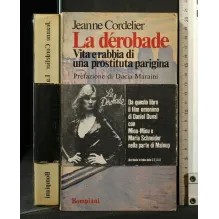 Jeanne Cordelier
La dérobade
Vita e rabbia di
una prostituta parigina
Prefazione di Dacia Maraini
La Dérobade
Da questo libro
il film omonimo
di Daniel Duval
con
Miou-Miou e
Maria Schneider
nella parte di Maloup
Bompiani
Jeanne Cordelier
Bompiani